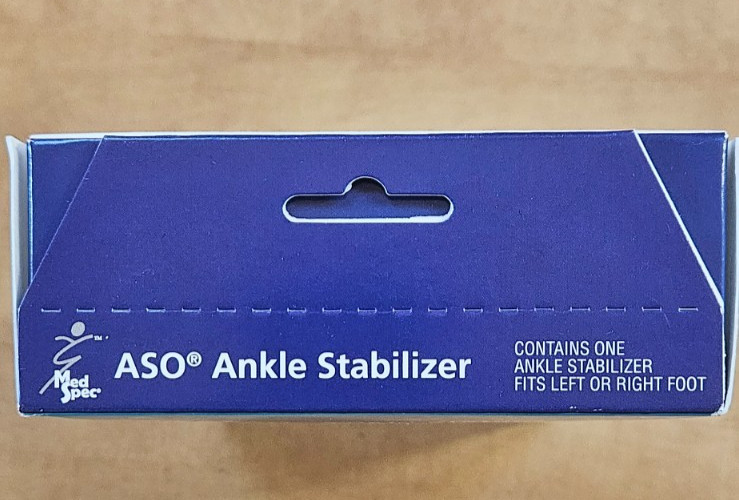 Med
Spec®
™
ASO® Ankle Stabilizer
CONTAINS ONE
ANKLE STABILIZER
FITS LEFT OR RIGHT FOOT